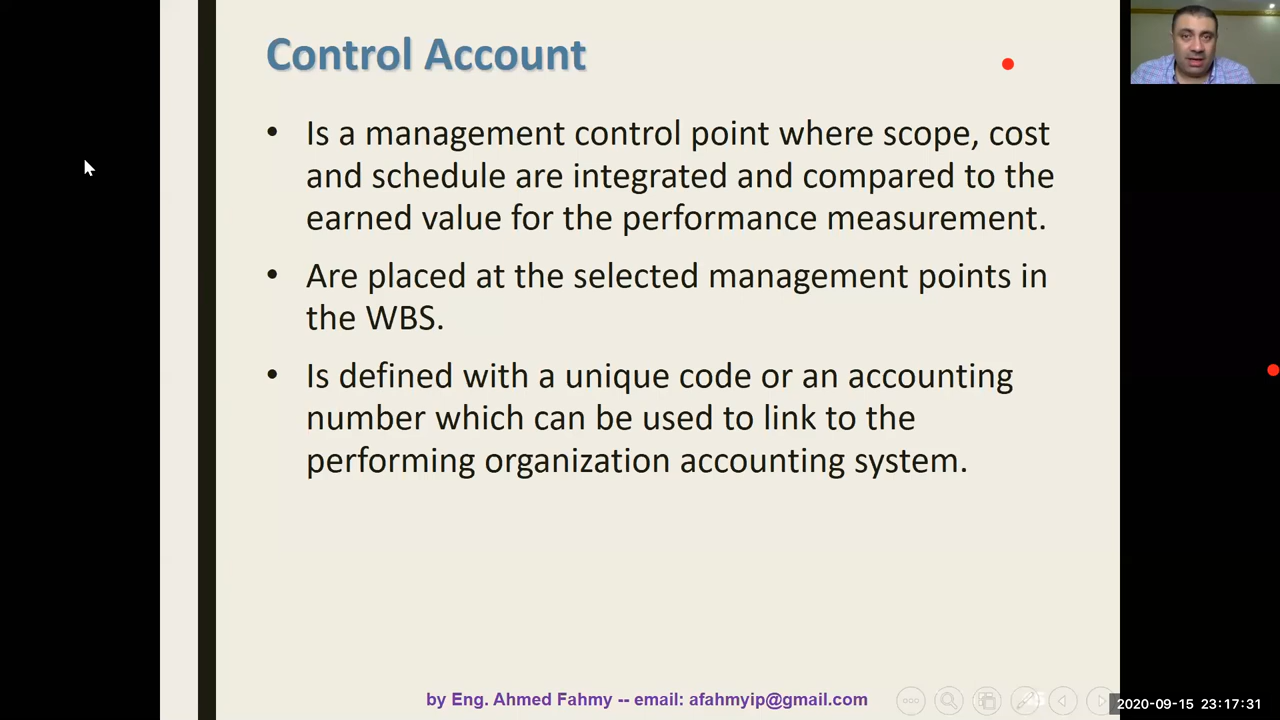 Control Account
• Is a management control point where scope, cost
and schedule are integrated and compared to the
earned value for the performance measurement.
• Are placed at the selected management points in
the WBS.
• Is defined with a unique code or an accounting
number which can be used to link to the
performing organization accounting system.
by Eng. Ahmed Fahmy -- email: afahmyip@gmail.com
2020-09-15 23:17:31